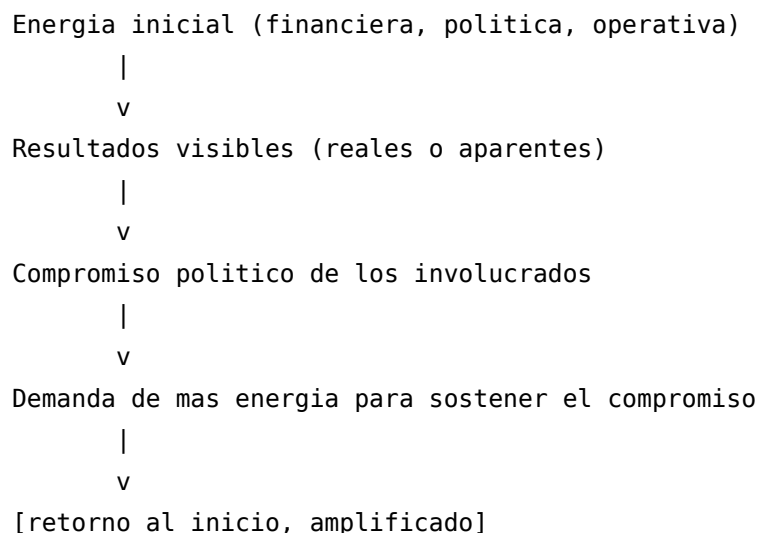 Energia inicial (financiera, politica, operativa)
|
v
Resultados visibles (reales o aparentes)
|
v
Compromiso politico de los involucrados
|
v
Demanda de mas energia para sostener el compromiso
|
v
[retorno al inicio, amplificado]